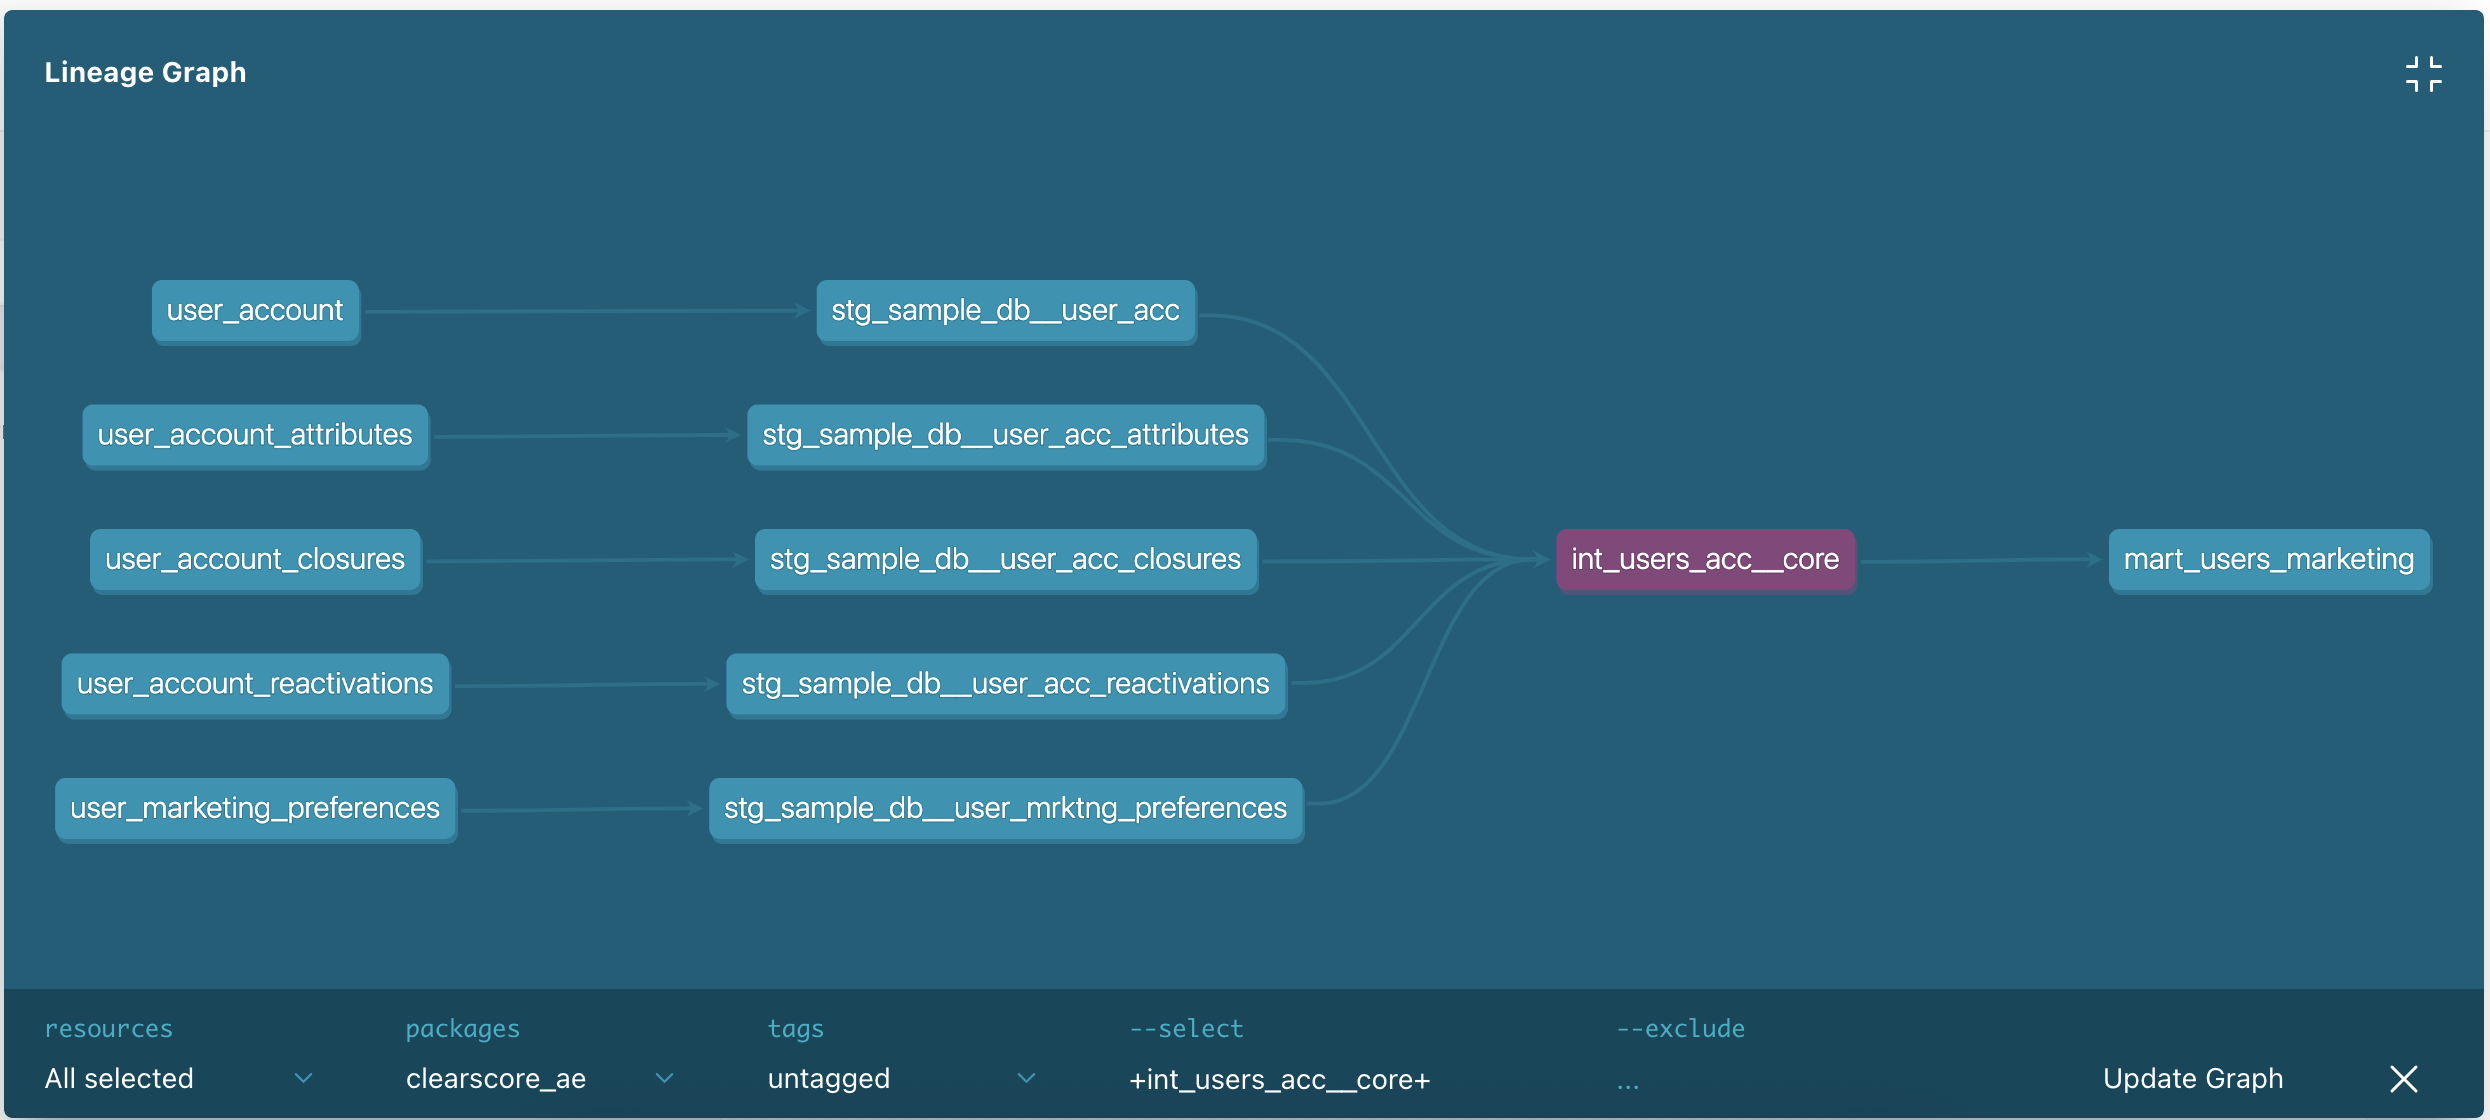 Lineage Graph
user_account
stg_sample_db__user_acc
user_account_attributes
stg_sample_db__user_acc_attributes
user_account_closures
stg_sample_db__user_acc_closures
int_users_acc__core
mart_users_marketing
user_account_reactivations
stg_sample_db__user_acc_reactivations
user_marketing_preferences
stg_sample_db__user_mrktng_preferences
resources
packages
tags
--select
--exclude
All selected
clearscore_ae
untagged
+int_users_acc__core+
...
Update Graph